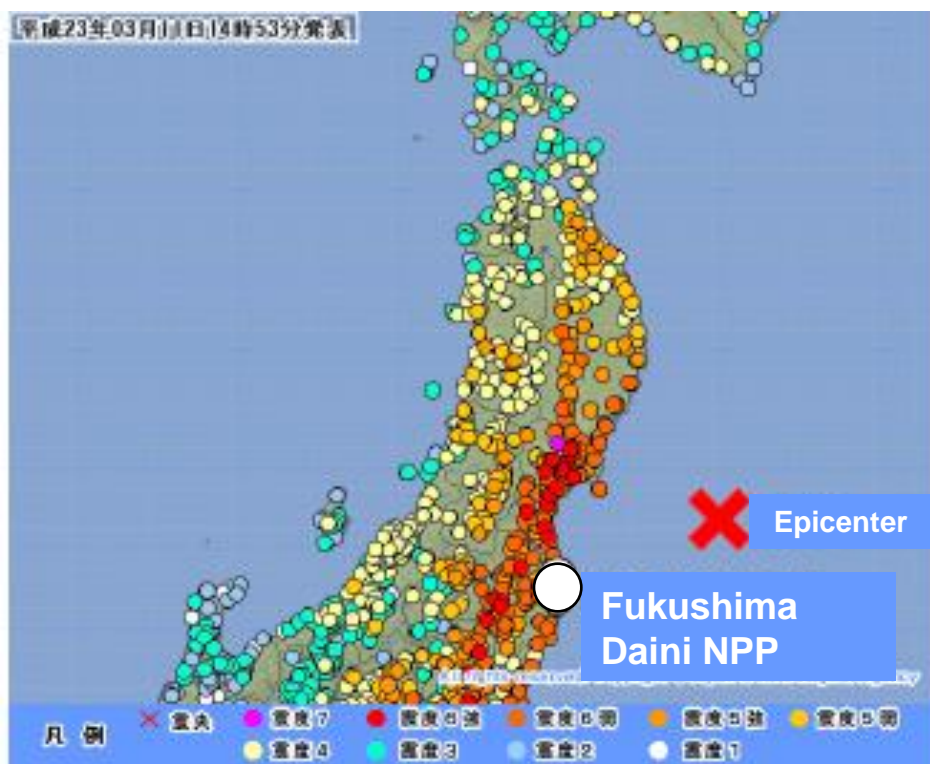 平成23年03月11日14時53分発表
Epicenter
Fukushima
Daini NPP
凡例
震央
震度7
震度6強
震度6弱
震度5強
震度5弱
震度4
震度3
震度2
震度1